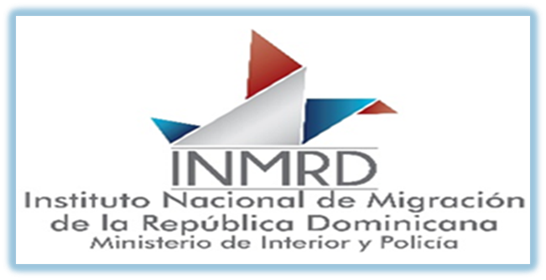 INMRD
Instituto Nacional de Migración
de la República Dominicana
Ministerio de Interior y Policía